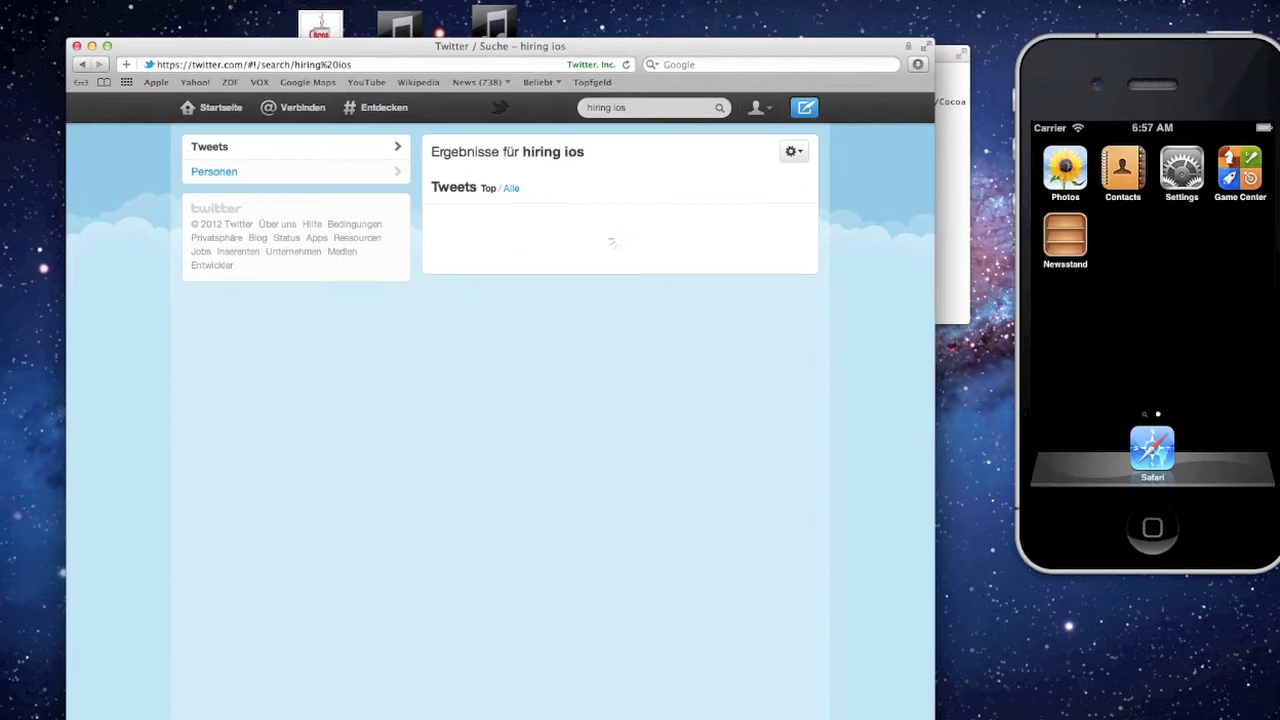 Twitter / Suche – hiring ios
https://twitter.com/#!/search/hiring%20ios
Twitter, Inc.
Google
Apple Yahoo! ZDF VOX Google Maps YouTube Wikipedia News (738) Beliebt Topfgeld
/Cocoa
Startseite @ Verbinden # Entdecken
hiring ios
Tweets
Personen
twitter
© 2012 Twitter Über uns Hilfe Bedingungen
Privatsphäre Blog Status Apps Ressourcen
Jobs Inserenten Unternehmen Medien
Entwickler
Ergebnisse für hiring ios
Tweets Top / Alle
Carrier 6:57 AM
Photos Contacts Settings Game Center
Newsstand
Safari